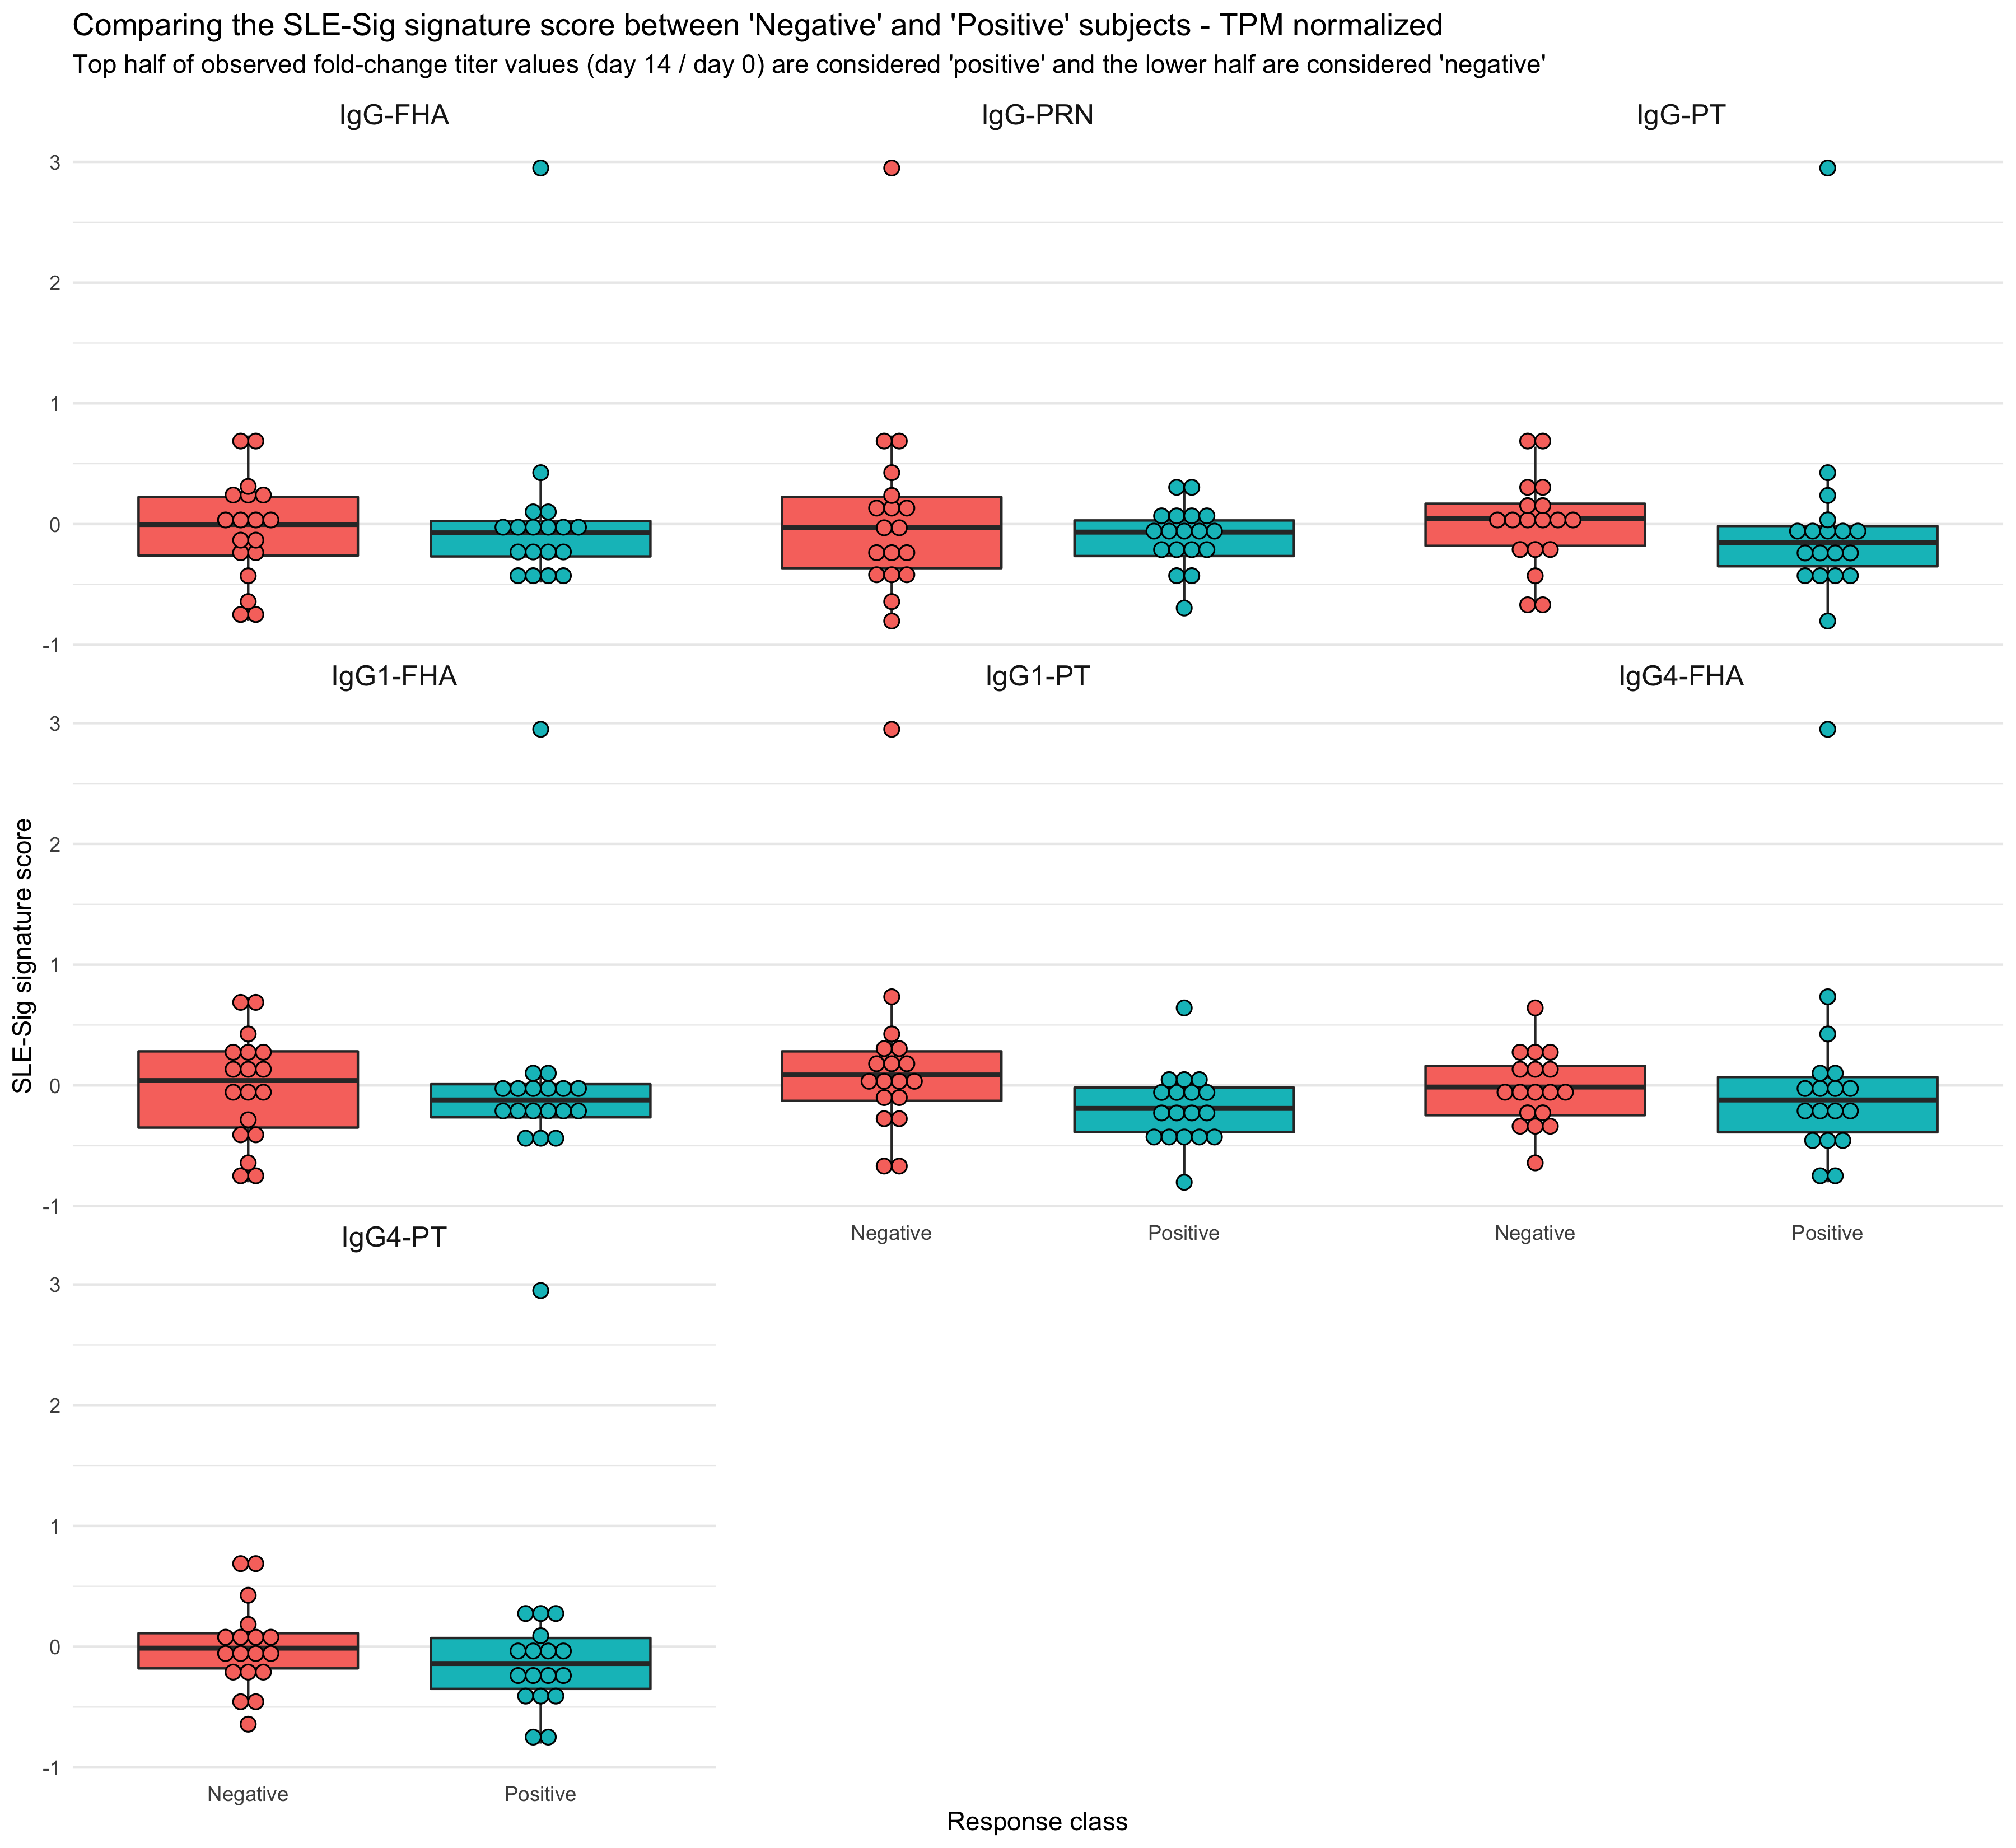 Comparing the SLE-Sig signature score between 'Negative' and 'Positive' subjects - TPM normalized
Top half of observed fold-change titer values (day 14 / day 0) are considered 'positive' and the lower half are considered 'negative'
IgG-FHA
IgG-PRN
IgG-PT
3
2
1
0
-1
IgG1-FHA
IgG1-PT
IgG4-FHA
3
2
1
0
-1
SLE-Sig signature score
Negative
Positive
Negative
Positive
IgG4-PT
3
2
1
0
-1
Negative
Positive
Response class